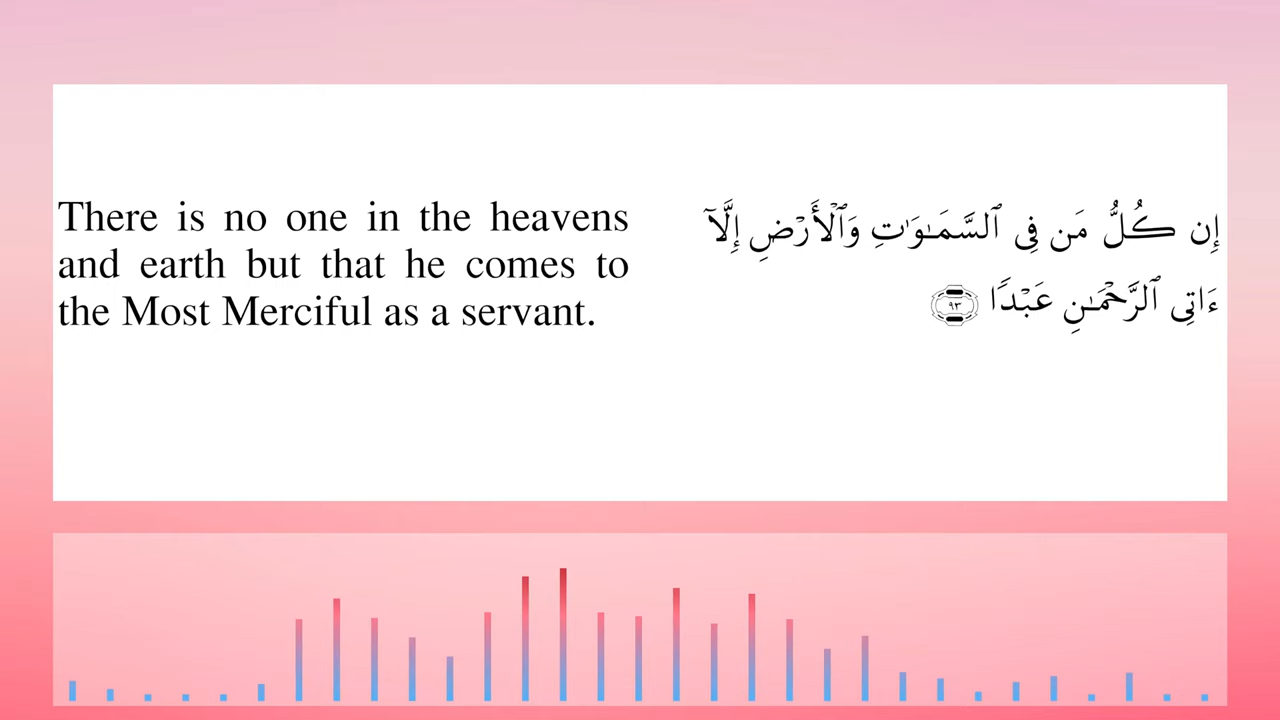 There is no one in the heavens
and earth but that he comes to
the Most Merciful as a servant.
إِن كُلُّ مَن فِى ٱلسَّمَـٰوَٰتِ وَٱلْأَرْضِ إِلَّآ
ءَاتِى ٱلرَّحْمَـٰنِ عَبْدًا ٩٣